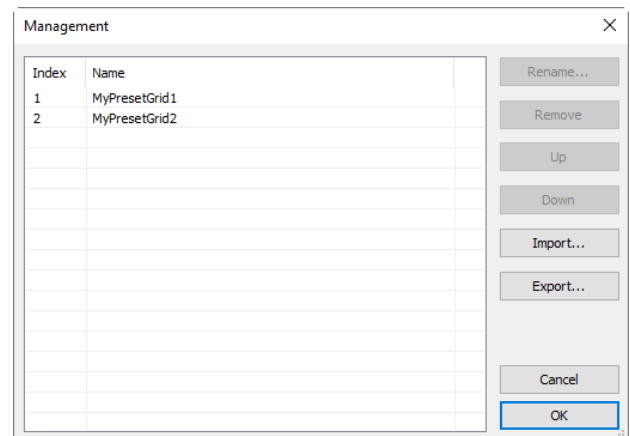 Management
Index Name
1 MyPresetGrid1
2 MyPresetGrid2
Rename...
Remove
Up
Down
Import...
Export...
Cancel
OK